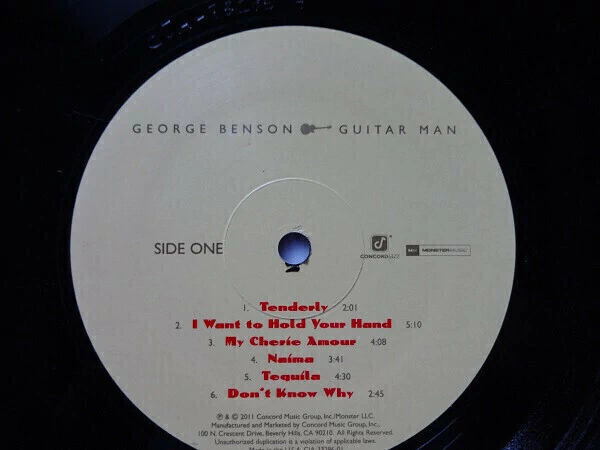 GEORGE BENSON GUITAR MAN
SIDE ONE
CONCORD JAZZ
MONSTER MUSIC
1. Tenderly 2:01
2. I Want to Hold Your Hand 5:10
3. My Cherie Amour 4:08
4. Naima 3:41
5. Tequila 4:30
6. Don't Know Why 2:45
℗ & © 2011 Concord Music Group, Inc./Monster LLC.
Manufactured and Marketed by Concord Music Group, Inc.,
100 N. Crescent Drive, Beverly Hills, CA 90210. All Rights Reserved.
Unauthorized duplication is a violation of applicable laws.